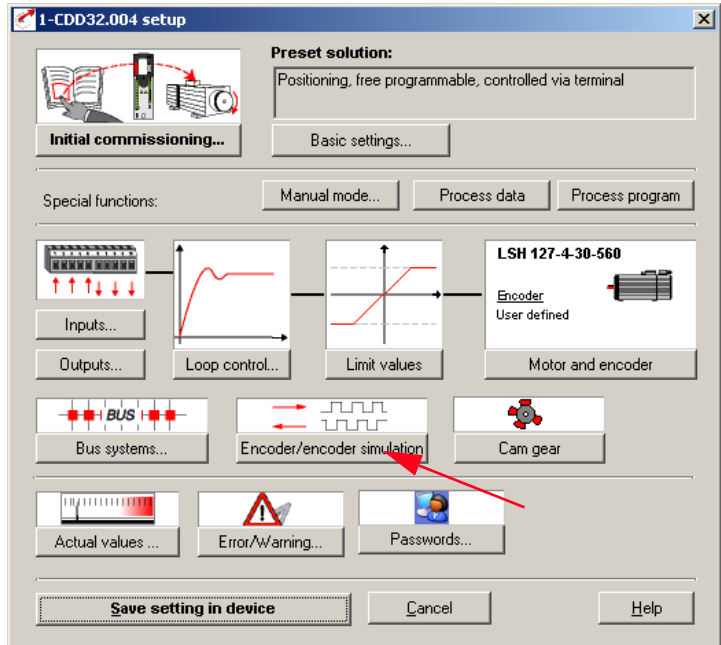 1-CDD32.004 setup
Preset solution:
Positioning, free programmable, controlled via terminal
Initial commissioning...
Basic settings...
Special functions:
Manual mode...
Process data
Process program
LSH 127-4-30-560
Encoder
User defined
Inputs...
Outputs...
Loop control...
Limit values
Motor and encoder
BUS
Bus systems...
Encoder/encoder simulation
Cam gear
Actual values ...
Error/Warning...
Passwords...
Save setting in device
Cancel
Help